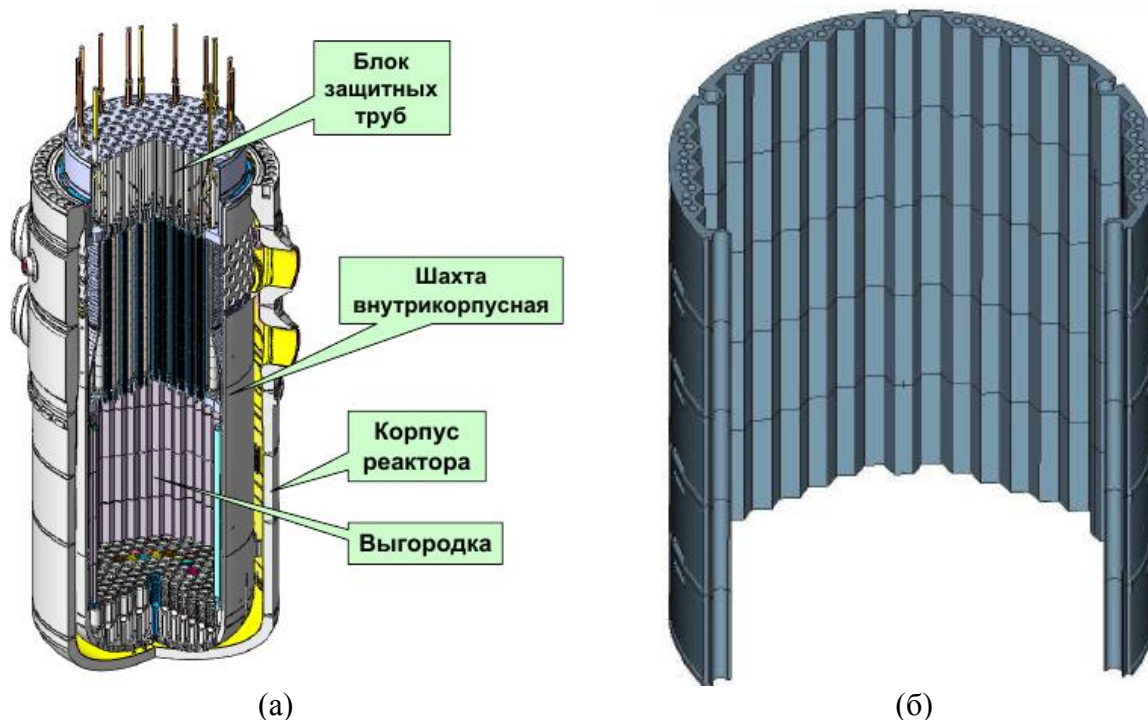 Блок
защитных
труб
Шахта
внутрикорпусная
Корпус
реактора
Выгородка
(а)
(б)